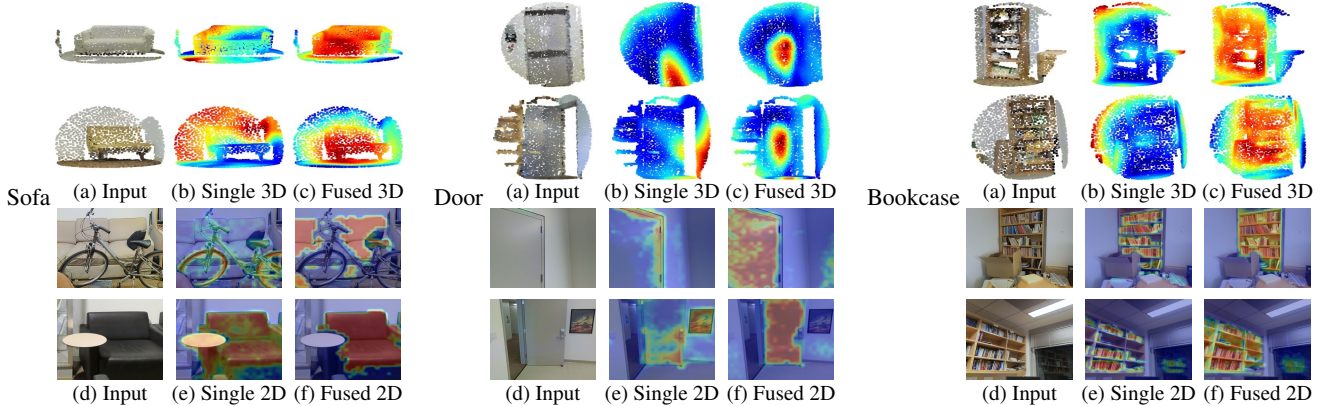 Sofa
(a) Input (b) Single 3D (c) Fused 3D
(d) Input (e) Single 2D (f) Fused 2D
Door
(a) Input (b) Single 3D (c) Fused 3D
(d) Input (e) Single 2D (f) Fused 2D
Bookcase
(a) Input (b) Single 3D (c) Fused 3D
(d) Input (e) Single 2D (f) Fused 2D